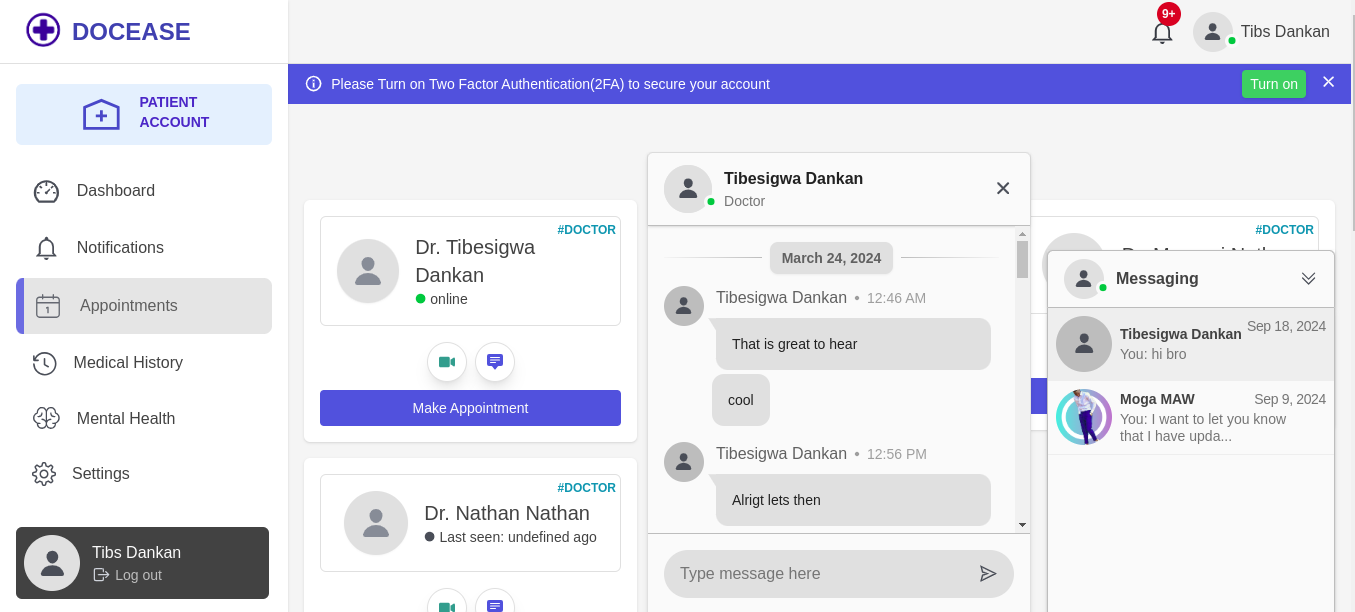 DOCEASE
9+
Tibs Dankan
Please Turn on Two Factor Authentication(2FA) to secure your account
Turn on
PATIENT
ACCOUNT
Dashboard
Notifications
Appointments
1
Medical History
Mental Health
Settings
Tibs Dankan
Log out
#DOCTOR
Dr. Tibesigwa
Dankan
online
Make Appointment
#DOCTOR
Dr. Nathan Nathan
Last seen: undefined ago
Tibesigwa Dankan
Doctor
March 24, 2024
Tibesigwa Dankan • 12:46 AM
That is great to hear
cool
Tibesigwa Dankan • 12:56 PM
Alrigt lets then
Type message here
#DOCTOR
Messaging
Tibesigwa Dankan
Sep 18, 2024
You: hi bro
Moga MAW
Sep 9, 2024
You: I want to let you know
that I have upda...